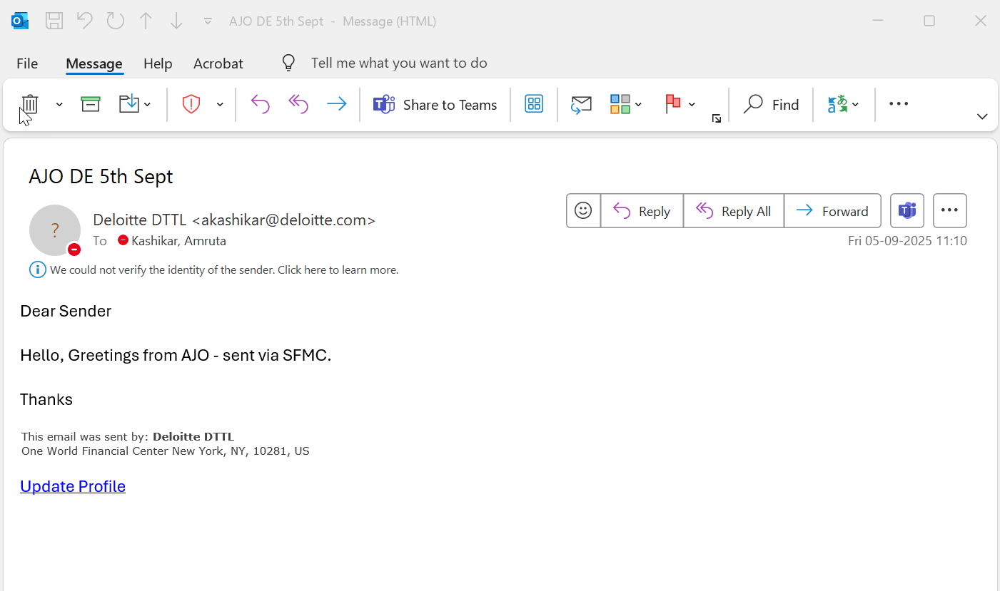 AJO DE 5th Sept - Message (HTML)
File Message Help Acrobat Tell me what you want to do
Share to Teams Find
AJO DE 5th Sept
Deloitte DTTL <akashikar@deloitte.com>
Reply Reply All Forward
To Kashikar, Amruta
Fri 05-09-2025 11:10
We could not verify the identity of the sender. Click here to learn more.
Dear Sender
Hello, Greetings from AJO - sent via SFMC.
Thanks
This email was sent by: Deloitte DTTL
One World Financial Center New York, NY, 10281, US
Update Profile